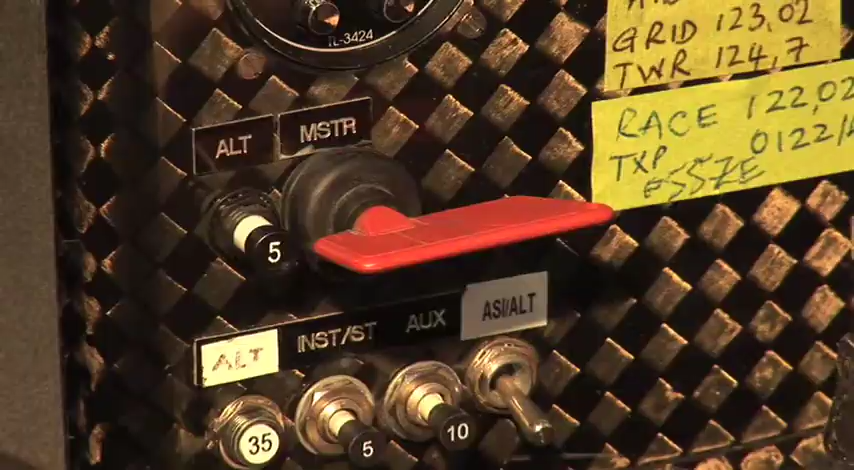 TL-3424
GRID 123.02
TWR 124.7
RACE 122.02
TXP 0122/
ALT
MSTR
5
ALT
INST/ST
AUX
ASI/ALT
35
5
10